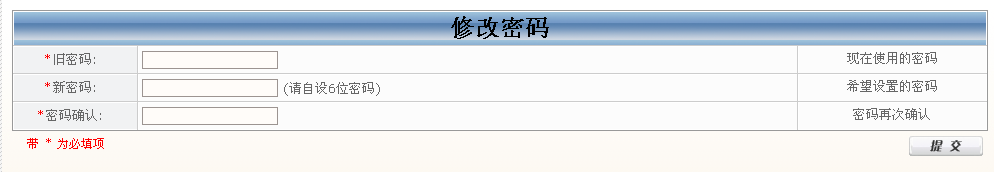 修改密码
*旧密码： 现在使用的密码
*新密码： (请自设6位密码) 希望设置的密码
*密码确认： 密码再次确认
带 * 为必填项 提 交